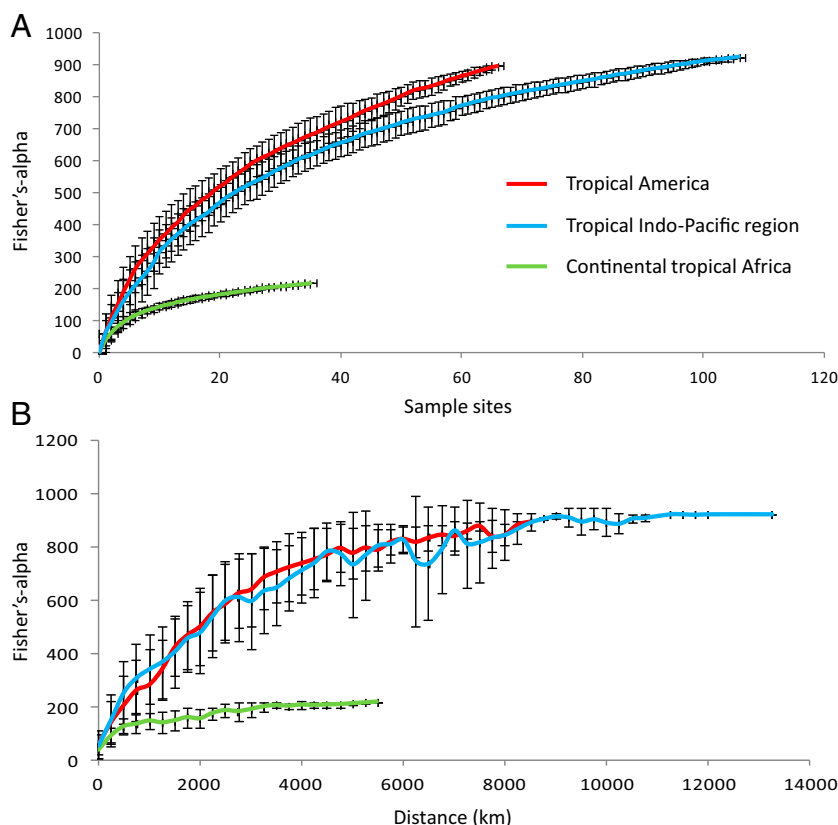 A
1000
900
800
700
600
500
400
300
200
100
0
Fisher's-alpha
Tropical America
Tropical Indo-Pacific region
Continental tropical Africa
0 20 40 60 80 100 120
Sample sites
B
1200
1000
800
600
400
200
0
Fisher's-alpha
0 2000 4000 6000 8000 10000 12000 14000
Distance (km)